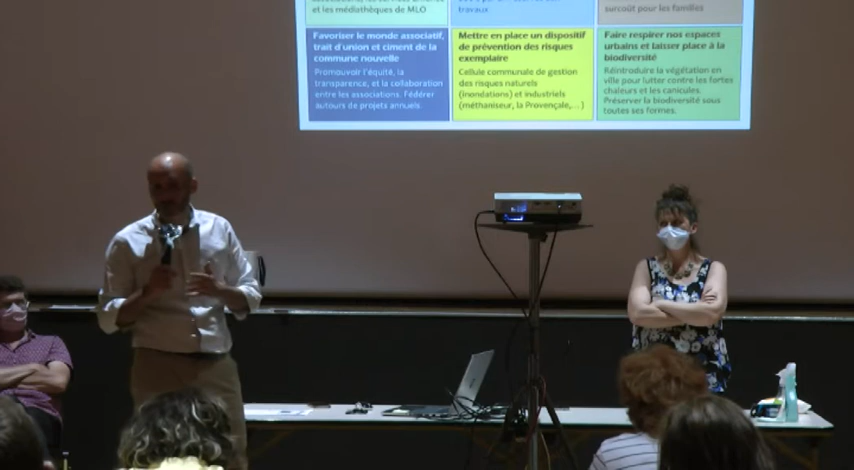 et les médiathèques de MLO
travaux
surcoût pour les familles
Favoriser le monde associatif,
trait d'union et ciment de la
commune nouvelle
Promouvoir l'équité, la
transparence, et la collaboration
entre les associations. Fédérer
autours de projets annuels
Mettre en place un dispositif
de prévention des risques
exemplaire
Cellule communale de gestion
des risques naturels
(inondations) et industriels
(méthaniseur, la Provençale,...)
Faire respirer nos espaces
urbains et laisser place à la
biodiversité
Réintroduire la végétation en
ville pour lutter contre les fortes
chaleurs et les canicules.
Préserver la biodiversité sous
toutes ses formes.